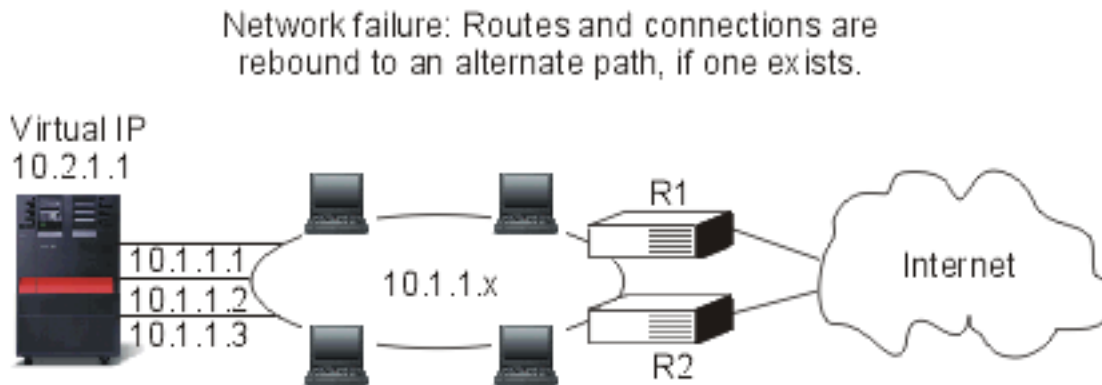 Network failure: Routes and connections are
rebound to an alternate path, if one exists.
Virtual IP
10.2.1.1
10.1.1.1
10.1.1.2
10.1.1.3
10.1.1.x
R1
R2
Internet